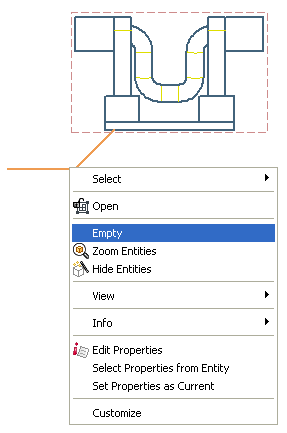 Select
Open
Empty
Zoom Entities
Hide Entities
View
Info
Edit Properties
Select Properties from Entity
Set Properties as Current
Customize